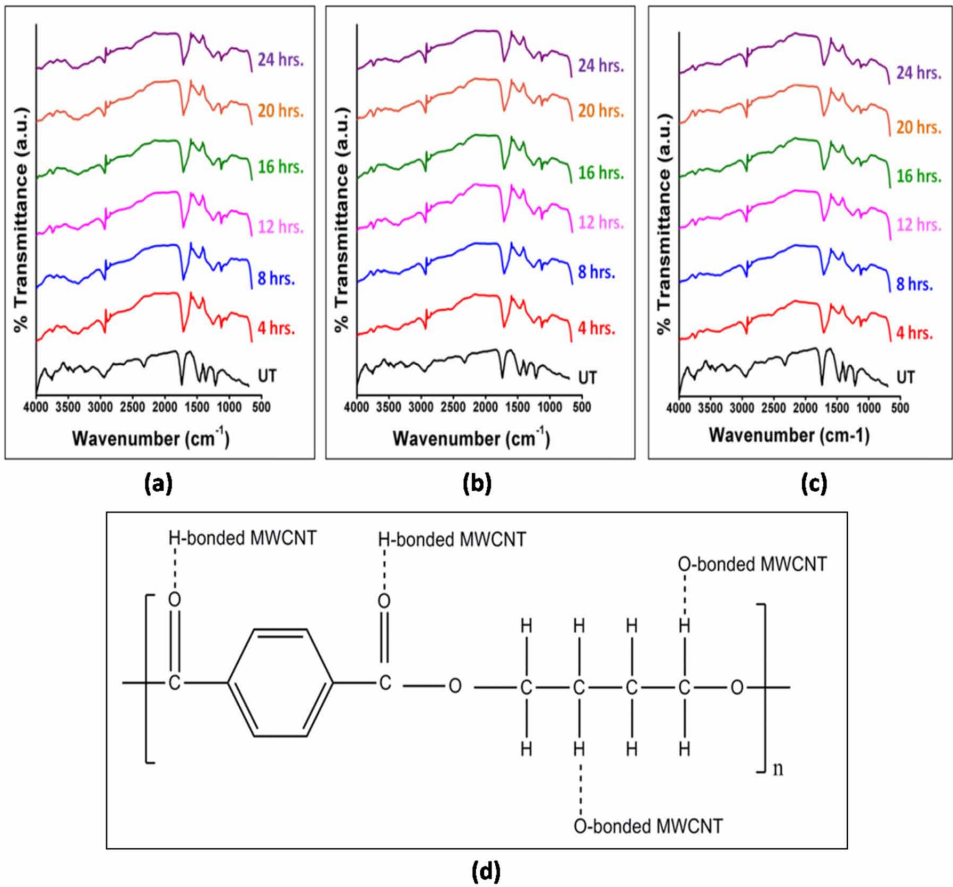 % Transmittance (a.u.)
24 hrs.
20 hrs.
16 hrs.
12 hrs.
8 hrs.
4 hrs.
UT
4000 3500 3000 2500 2000 1500 1000 500
Wavenumber (cm⁻¹)
(a)
% Transmittance (a.u.)
24 hrs.
20 hrs.
16 hrs.
12 hrs.
8 hrs.
4 hrs.
UT
4000 3500 3000 2500 2000 1500 1000 500
Wavenumber (cm⁻¹)
(b)
% Transmittance (a.u.)
24 hrs.
20 hrs.
16 hrs.
12 hrs.
8 hrs.
4 hrs.
UT
4000 3500 3000 2500 2000 1500 1000 500
Wavenumber (cm-1)
(c)
H-bonded MWCNT H-bonded MWCNT
O-bonded MWCNT
O O
H H H H
C C O C C C C O
H H H H
n
O-bonded MWCNT
(d)